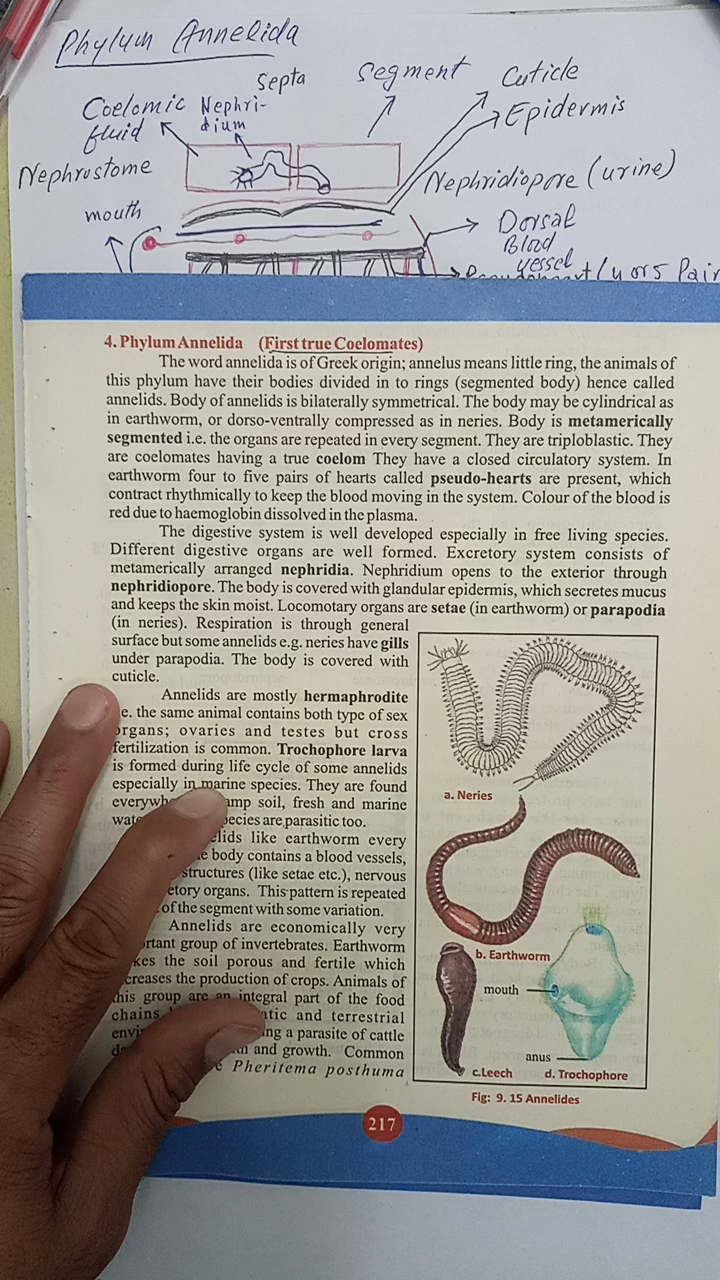 Phylum Annelida
Septa
Segment
Cuticle
Coelomic Nephri-
fluid dium
Epidermis
Nephrostome
Nephridiopore (urine)
mouth
Dorsal
Blood
vessel
4 or 5 Pair
4. Phylum Annelida (First true Coelomates)
The word annelida is of Greek origin; annelus means little ring, the animals of
this phylum have their bodies divided in to rings (segmented body) hence called
annelids. Body of annelids is bilaterally symmetrical. The body may be cylindrical as
in earthworm, or dorso-ventrally compressed as in neries. Body is metamerically
segmented i.e. the organs are repeated in every segment. They are triploblastic. They
are coelomates having a true coelom They have a closed circulatory system. In
earthworm four to five pairs of hearts called pseudo-hearts are present, which
contract rhythmically to keep the blood moving in the system. Colour of the blood is
red due to haemoglobin dissolved in the plasma.
The digestive system is well developed especially in free living species.
Different digestive organs are well formed. Excretory system consists of
metamerically arranged nephridia. Nephridium opens to the exterior through
nephridiopore. The body is covered with glandular epidermis, which secretes mucus
and keeps the skin moist. Locomotary organs are setae (in earthworm) or parapodia
(in neries). Respiration is through general
surface but some annelids e.g. neries have gills
under parapodia. The body is covered with
cuticle.
Annelids are mostly hermaphrodite
e. the same animal contains both type of sex
organs; ovaries and testes but cross
fertilization is common. Trochophore larva
is formed during life cycle of some annelids
especially in marine species. They are found
soil, fresh and marine
are parasitic too.
like earthworm every
body contains a blood vessels,
structures (like setae etc.), nervous
organs. This pattern is repeated
of the segment with some variation.
Annelids are economically very
group of invertebrates. Earthworm
the soil porous and fertile which
the production of crops. Animals of
this group are an integral part of the food
chains and terrestrial
a parasite of cattle
and growth. Common
Pheritema posthuma
a. Neries
b. Earthworm
mouth
anus
c.Leech d. Trochophore
Fig: 9. 15 Annelides
217